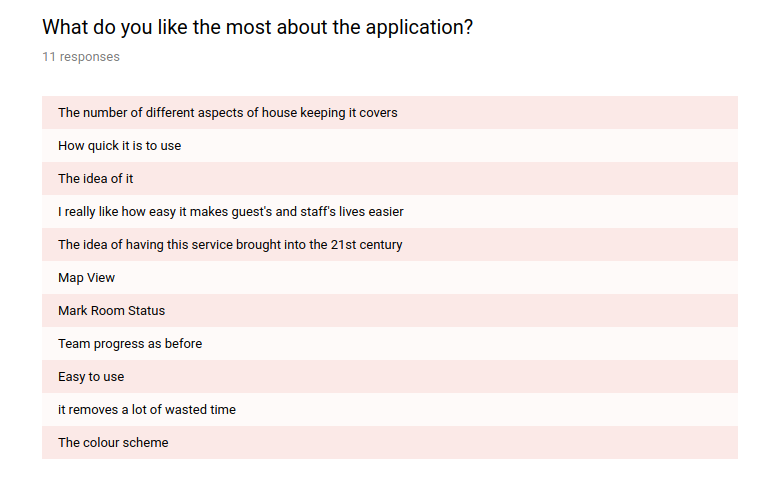 What do you like the most about the application?
11 responses
The number of different aspects of house keeping it covers
How quick it is to use
The idea of it
I really like how easy it makes guest's and staff's lives easier
The idea of having this service brought into the 21st century
Map View
Mark Room Status
Team progress as before
Easy to use
it removes a lot of wasted time
The colour scheme